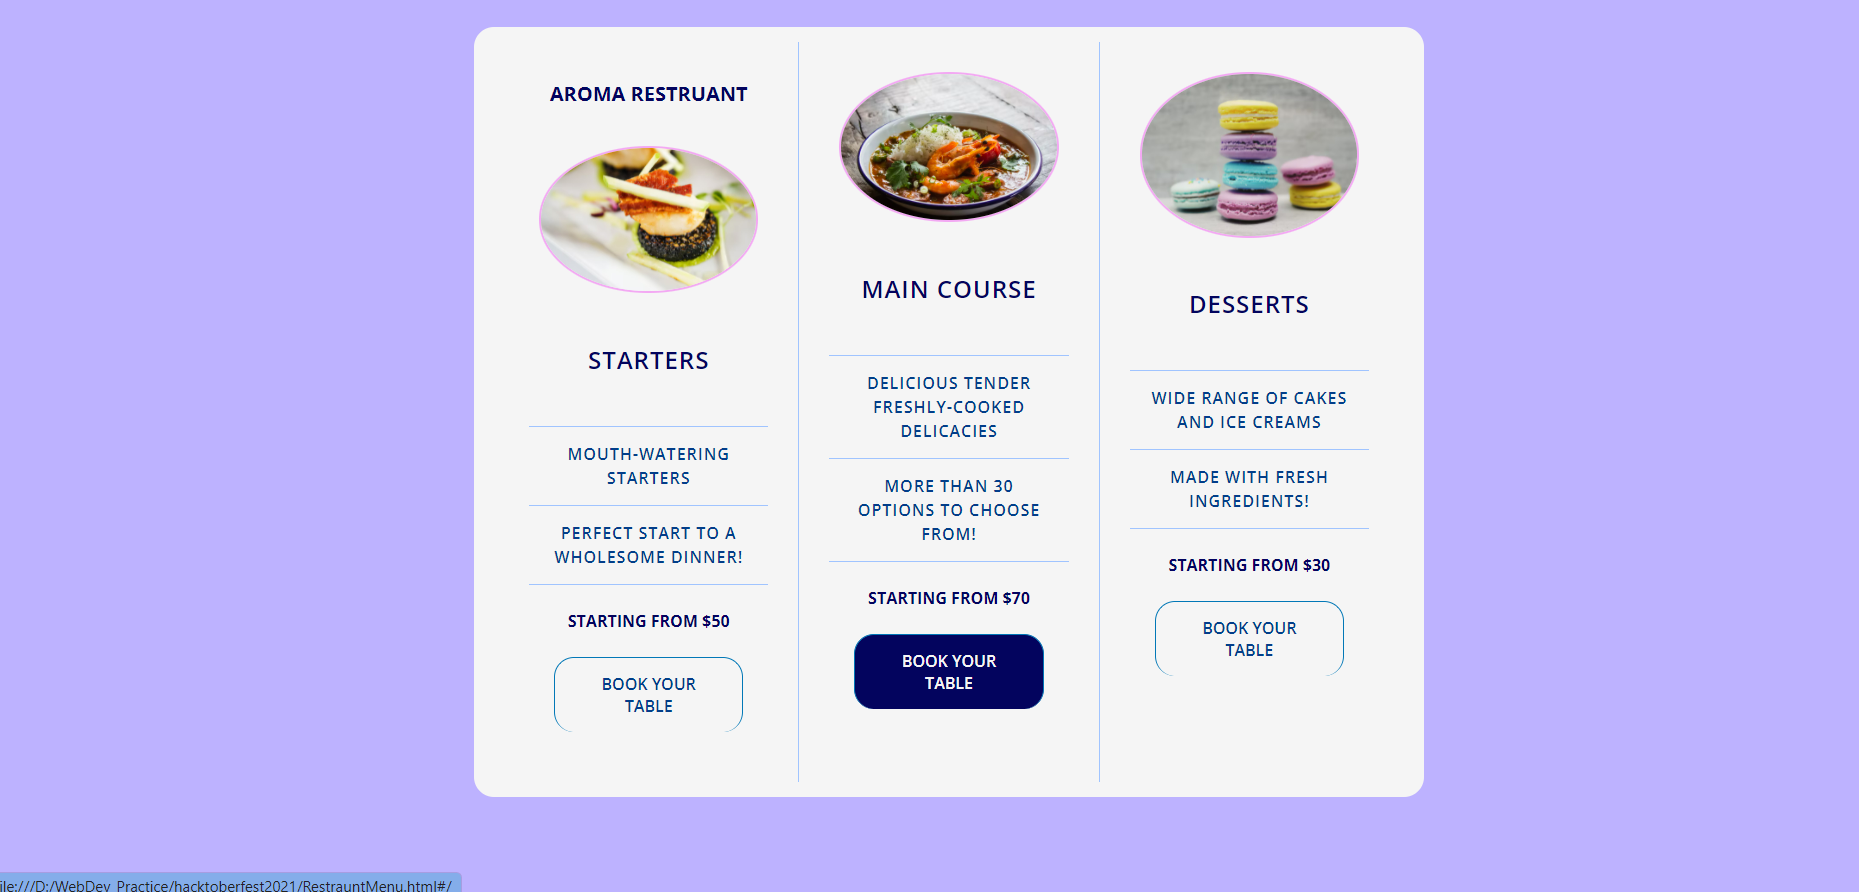 AROMA RESTRUANT
STARTERS
MOUTH-WATERING
STARTERS
PERFECT START TO A
WHOLESOME DINNER!
STARTING FROM $50
BOOK YOUR
TABLE
MAIN COURSE
DELICIOUS TENDER
FRESHLY-COOKED
DELICACIES
MORE THAN 30
OPTIONS TO CHOOSE
FROM!
STARTING FROM $70
BOOK YOUR
TABLE
DESSERTS
WIDE RANGE OF CAKES
AND ICE CREAMS
MADE WITH FRESH
INGREDIENTS!
STARTING FROM $30
BOOK YOUR
TABLE
ile:///D:/WebDev_Practice/hacktoberfest2021/RestrauntMenu.html#/